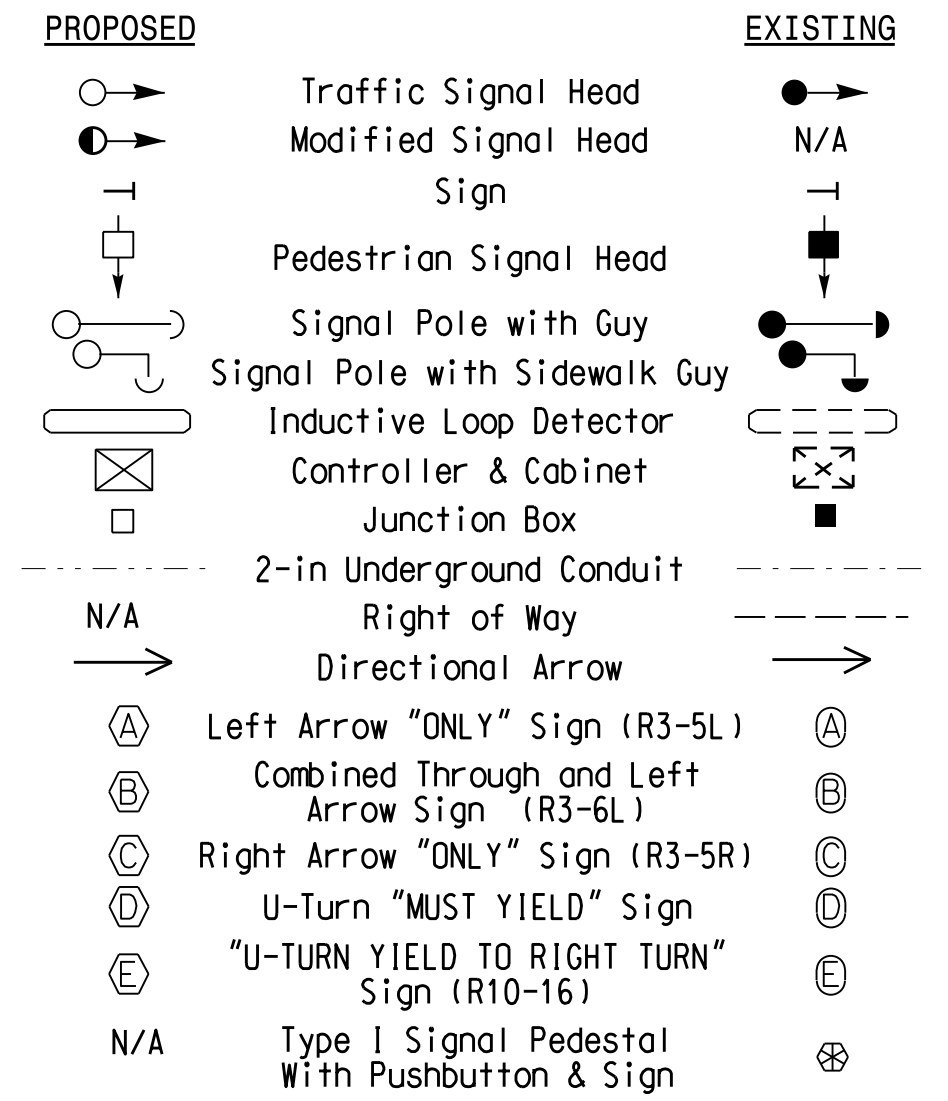 PROPOSED EXISTING
Traffic Signal Head
Modified Signal Head N/A
Sign
Pedestrian Signal Head
Signal Pole with Guy
Signal Pole with Sidewalk Guy
Inductive Loop Detector
Controller & Cabinet
Junction Box
2-in Underground Conduit
N/A Right of Way
Directional Arrow
A Left Arrow "ONLY" Sign (R3-5L) A
Combined Through and Left
B Arrow Sign (R3-6L) B
C Right Arrow "ONLY" Sign (R3-5R) C
D U-Turn "MUST YIELD" Sign D
"U-TURN YIELD TO RIGHT TURN"
E Sign (R10-16) E
N/A Type I Signal Pedestal
With Pushbutton & Sign